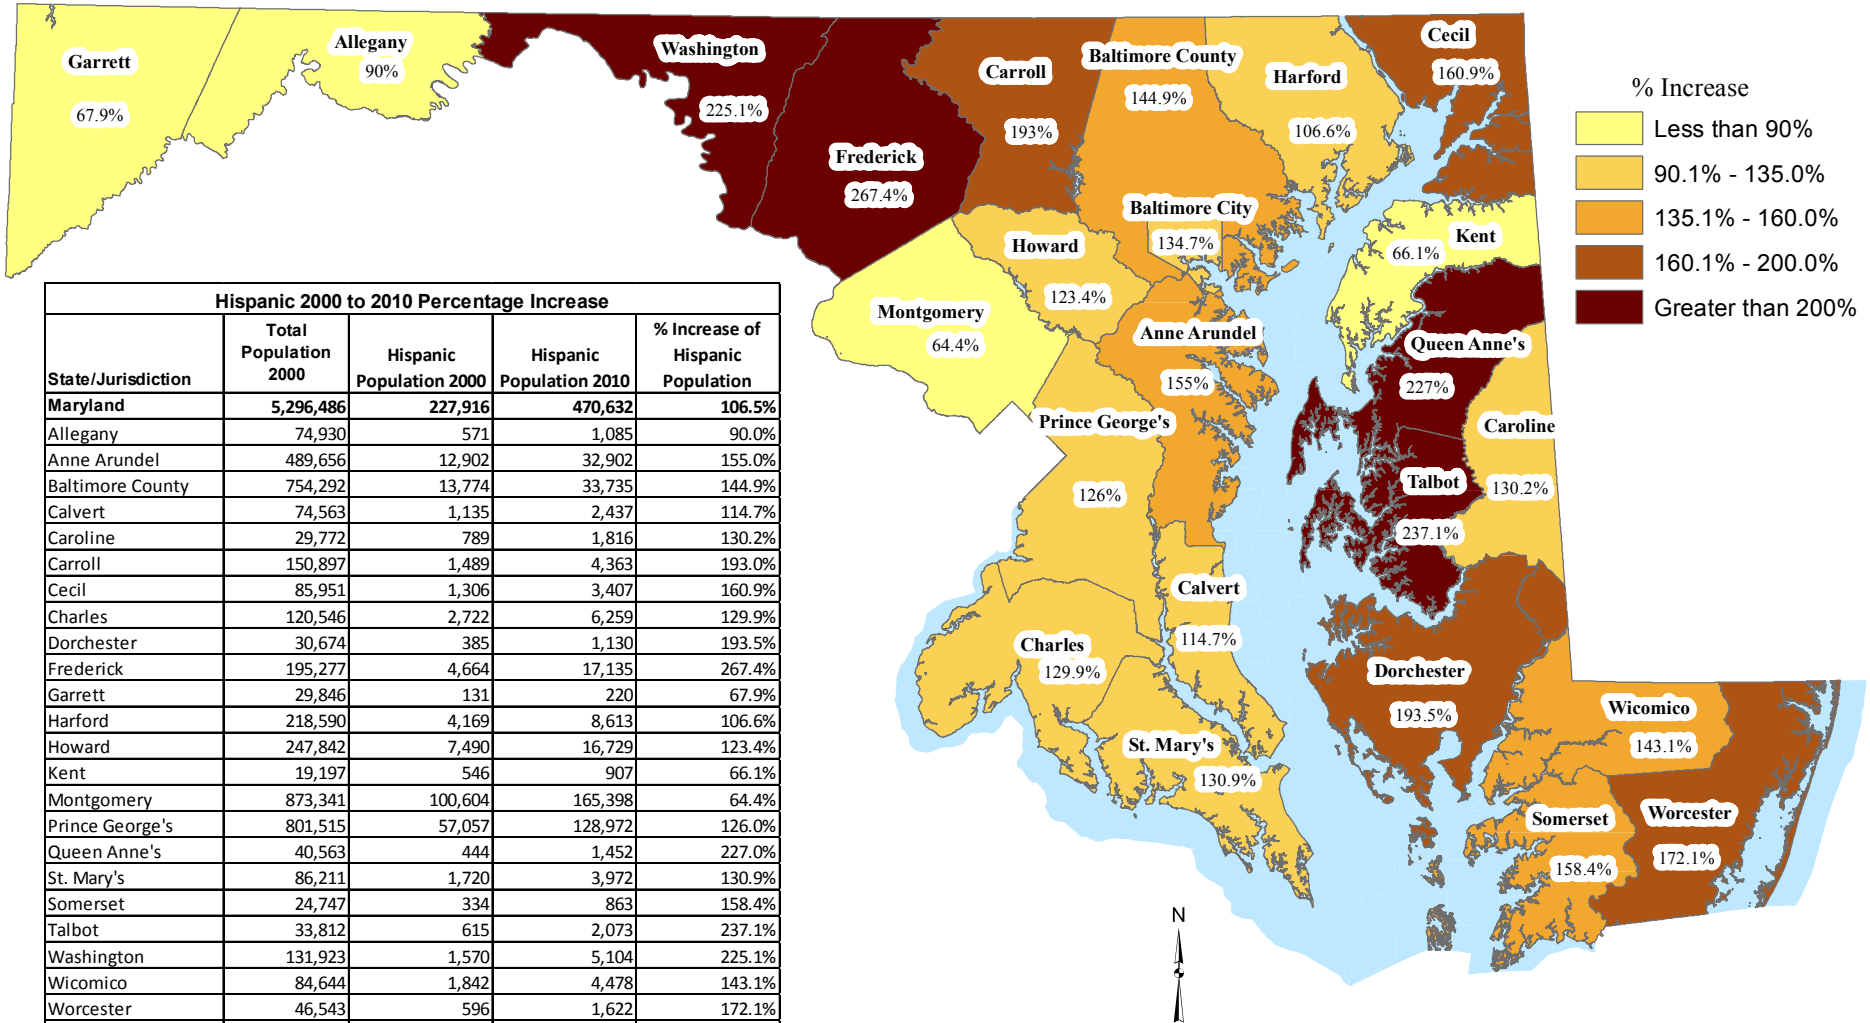 Garrett
67.9%
Allegany
90%
Washington
225.1%
Frederick
267.4%
Carroll
193%
Baltimore County
144.9%
Harford
106.6%
Cecil
160.9%
% Increase
Less than 90%
90.1% - 135.0%
135.1% - 160.0%
160.1% - 200.0%
Greater than 200%
Baltimore City
134.7%
Howard
123.4%
Kent
66.1%
Montgomery
64.4%
Anne Arundel
155%
Queen Anne's
227%
Prince George's
126%
Caroline
130.2%
Talbot
237.1%
Calvert
114.7%
Charles
129.9%
Dorchester
193.5%
St. Mary's
130.9%
Wicomico
143.1%
Somerset
158.4%
Worcester
172.1%
N
Hispanic 2000 to 2010 Percentage Increase
State/Jurisdiction Total Population 2000 Hispanic Population 2000 Hispanic Population 2010 % Increase of Hispanic Population
Maryland 5,296,486 227,916 470,632 106.5%
Allegany 74,930 571 1,085 90.0%
Anne Arundel 489,656 12,902 32,902 155.0%
Baltimore County 754,292 13,774 33,735 144.9%
Calvert 74,563 1,135 2,437 114.7%
Caroline 29,772 789 1,816 130.2%
Carroll 150,897 1,489 4,363 193.0%
Cecil 85,951 1,306 3,407 160.9%
Charles 120,546 2,722 6,259 129.9%
Dorchester 30,674 385 1,130 193.5%
Frederick 195,277 4,664 17,135 267.4%
Garrett 29,846 131 220 67.9%
Harford 218,590 4,169 8,613 106.6%
Howard 247,842 7,490 16,729 123.4%
Kent 19,197 546 907 66.1%
Montgomery 873,341 100,604 165,398 64.4%
Prince George's 801,515 57,057 128,972 126.0%
Queen Anne's 40,563 444 1,452 227.0%
St. Mary's 86,211 1,720 3,972 130.9%
Somerset 24,747 334 863 158.4%
Talbot 33,812 615 2,073 237.1%
Washington 131,923 1,570 5,104 225.1%
Wicomico 84,644 1,842 4,478 143.1%
Worcester 46,543 596 1,622 172.1%